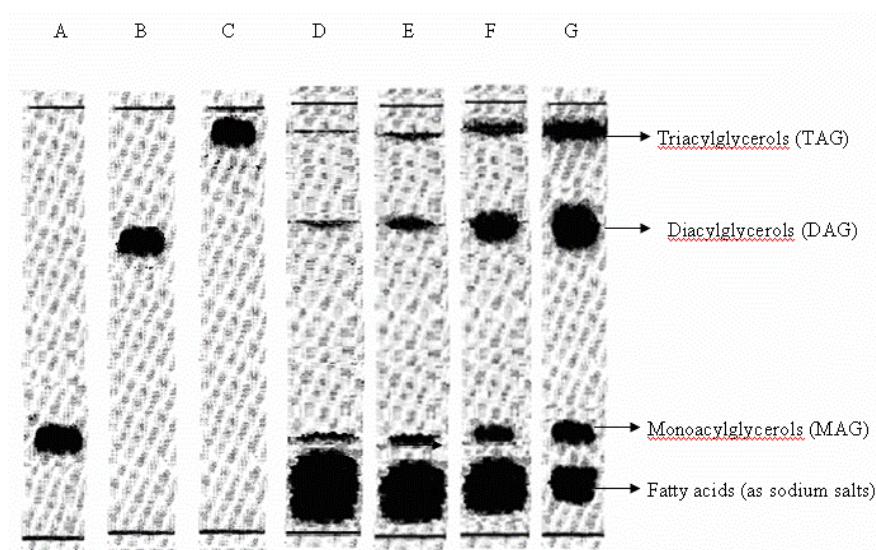 A B C D E F G
Triacylglycerols (TAG)
Diacylglycerols (DAG)
Monoacylglycerols (MAG)
Fatty acids (as sodium salts)